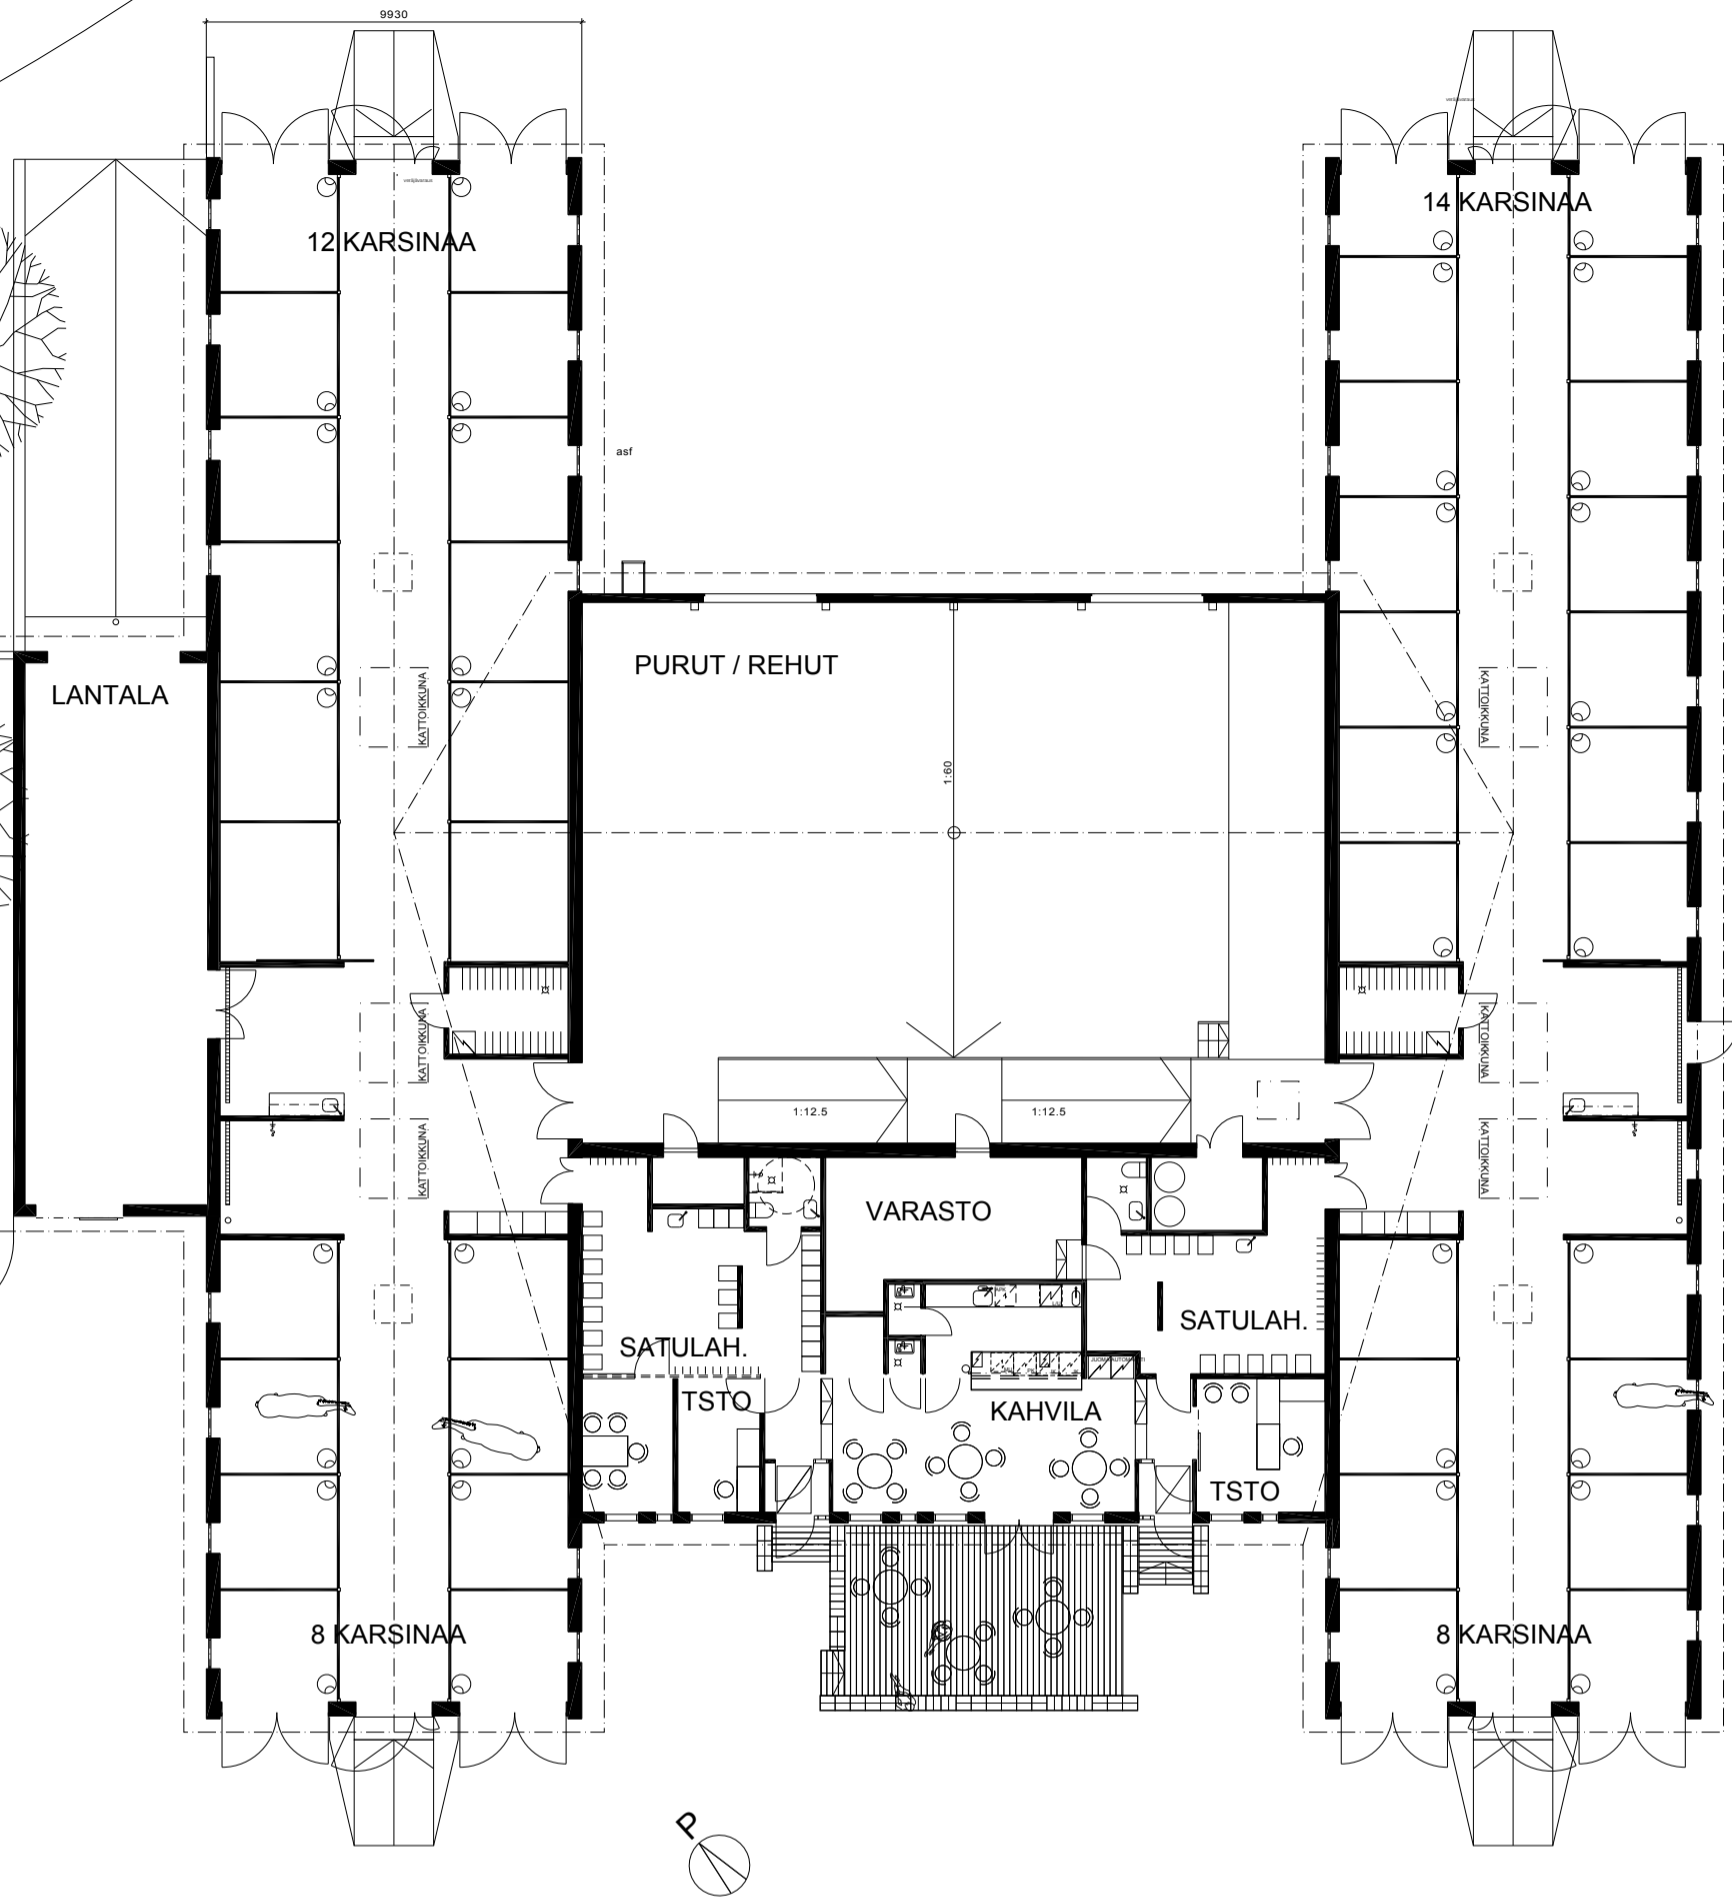 9930
12 KARSINAA
14 KARSINAA
asf
PURUT / REHUT
LANTALA
KATTOIKKUNA
KATTOIKKUNA
1:60
KATTOIKKUNA
KATTOIKKUNA
1:12.5
1:12.5
KATTOIKKUNA
KATTOIKKUNA
VARASTO
SATULAH.
SATULAH.
TSTO
KAHVILA
TSTO
8 KARSINAA
8 KARSINAA
P